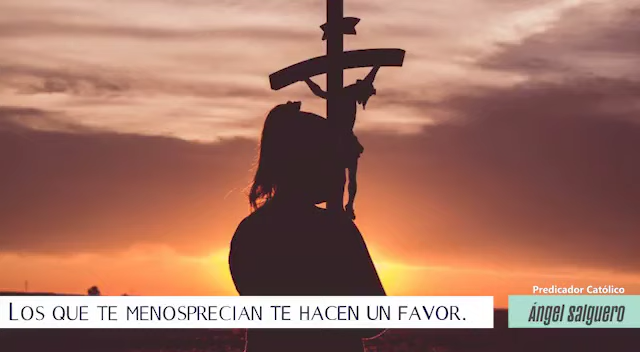 Predicador Católico
Los que te menosprecian te hacen un favor.
Ángel Salguero